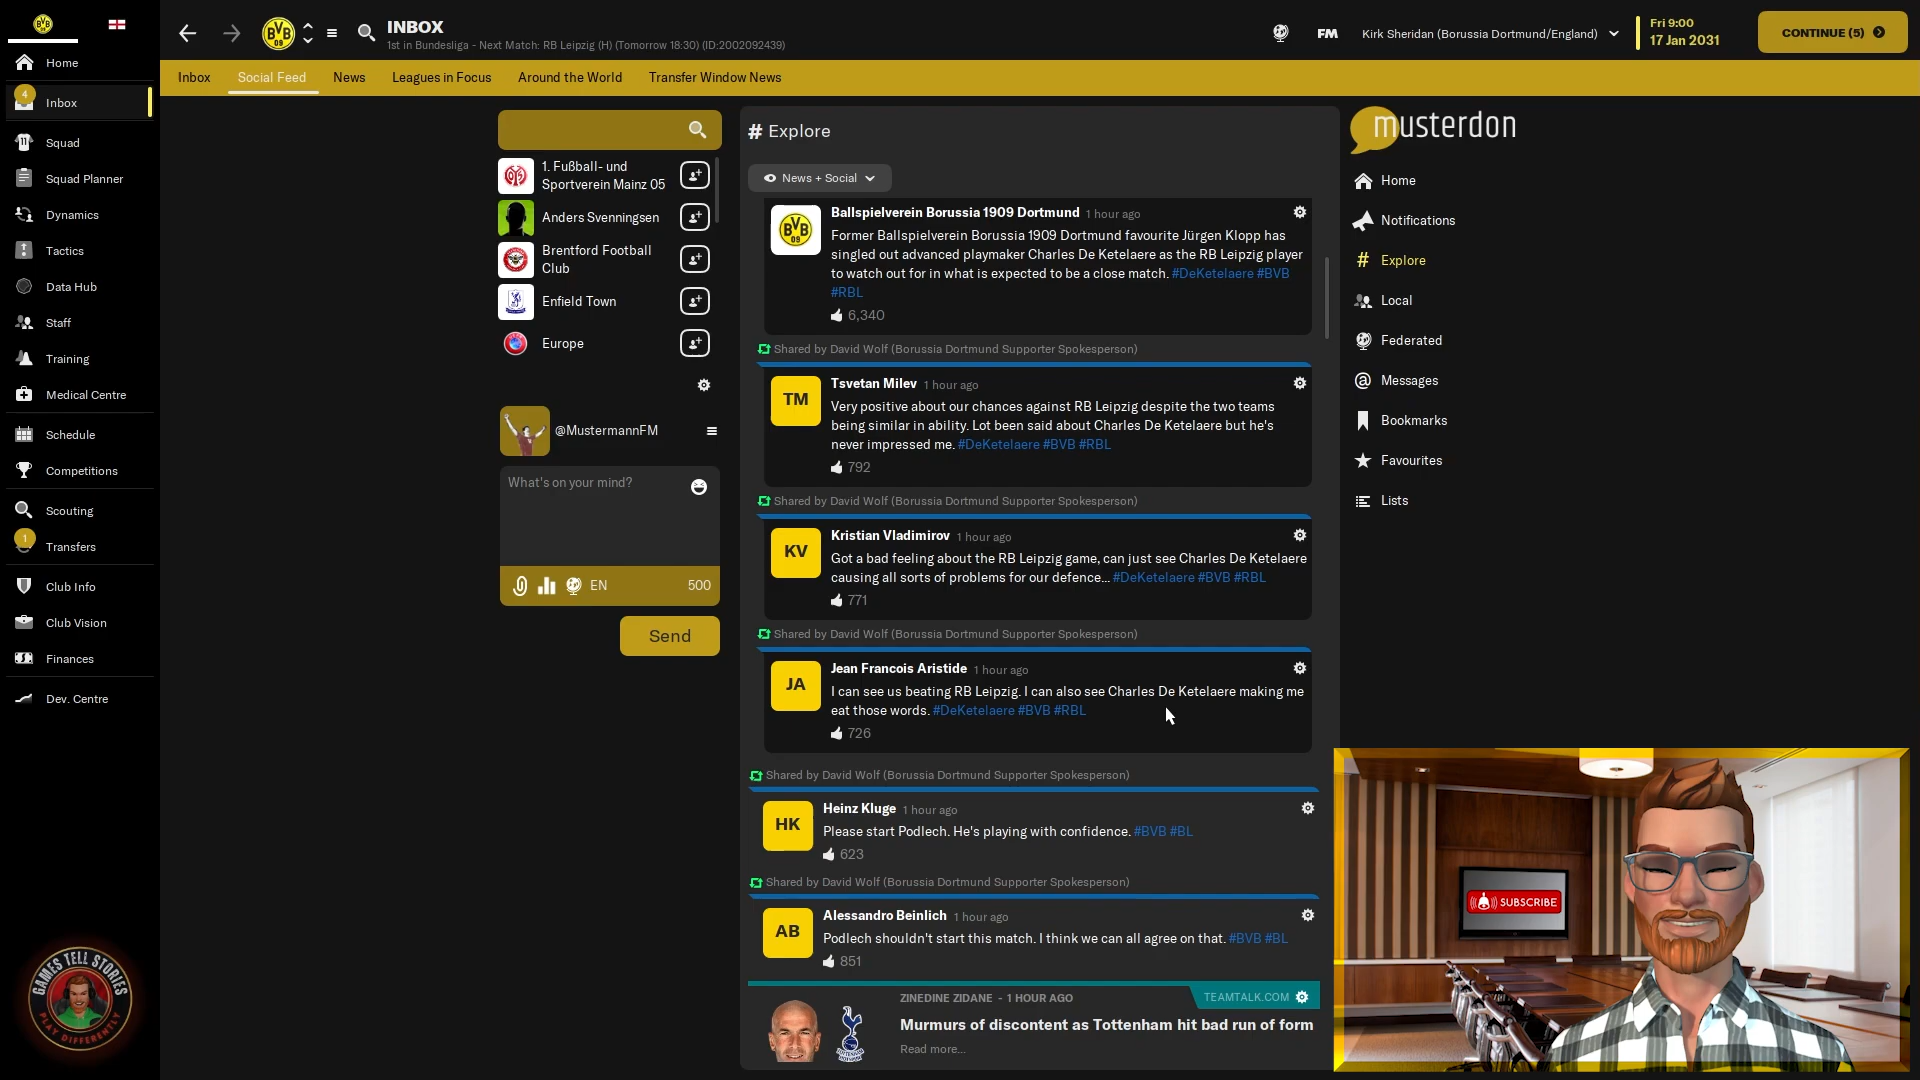 INBOX
1st in Bundesliga - Next Match: RB Leipzig (H) (Tomorrow 18:30) (ID:2002092439)
FM
Kirk Sheridan (Borussia Dortmund/England)
Fri 9:00
17 Jan 2031
CONTINUE (5)
Inbox
Social Feed
News
Leagues in Focus
Around the World
Transfer Window News
Home
4
Inbox
Squad
Squad Planner
Dynamics
Tactics
Data Hub
Staff
Training
Medical Centre
Schedule
Competitions
Scouting
1
Transfers
Club Info
Club Vision
Finances
Dev. Centre
GAMES TELL STORIES
PLAY DIFFERENTLY
1. Fußball- und
Sportverein Mainz 05
Anders Svenningsen
Brentford Football
Club
Enfield Town
Europe
@MustermannFM
What's on your mind?
EN
500
Send
# Explore
News + Social
BVB
09
Ballspielverein Borussia 1909 Dortmund 1 hour ago
Former Ballspielverein Borussia 1909 Dortmund favourite Jürgen Klopp has
singled out advanced playmaker Charles De Ketelaere as the RB Leipzig player
to watch out for in what is expected to be a close match. #DeKetelaere #BVB
#RBL
6,340
Shared by David Wolf (Borussia Dortmund Supporter Spokesperson)
TM
Tsvetan Milev 1 hour ago
Very positive about our chances against RB Leipzig despite the two teams
being similar in ability. Lot been said about Charles De Ketelaere but he's
never impressed me. #DeKetelaere #BVB #RBL
792
Shared by David Wolf (Borussia Dortmund Supporter Spokesperson)
KV
Kristian Vladimirov 1 hour ago
Got a bad feeling about the RB Leipzig game, can just see Charles De Ketelaere
causing all sorts of problems for our defence... #DeKetelaere #BVB #RBL
771
Shared by David Wolf (Borussia Dortmund Supporter Spokesperson)
JA
Jean Francois Aristide 1 hour ago
I can see us beating RB Leipzig. I can also see Charles De Ketelaere making me
eat those words. #DeKetelaere #BVB #RBL
726
Shared by David Wolf (Borussia Dortmund Supporter Spokesperson)
HK
Heinz Kluge 1 hour ago
Please start Podlech. He's playing with confidence. #BVB #BL
623
Shared by David Wolf (Borussia Dortmund Supporter Spokesperson)
AB
Alessandro Beinlich 1 hour ago
Podlech shouldn't start this match. I think we can all agree on that. #BVB #BL
851
ZINEDINE ZIDANE - 1 HOUR AGO
TEAMTALK.COM
Murmurs of discontent as Tottenham hit bad run of form
Read more...
musterdon
Home
Notifications
# Explore
Local
Federated
@ Messages
Bookmarks
Favourites
Lists
SUBSCRIBE